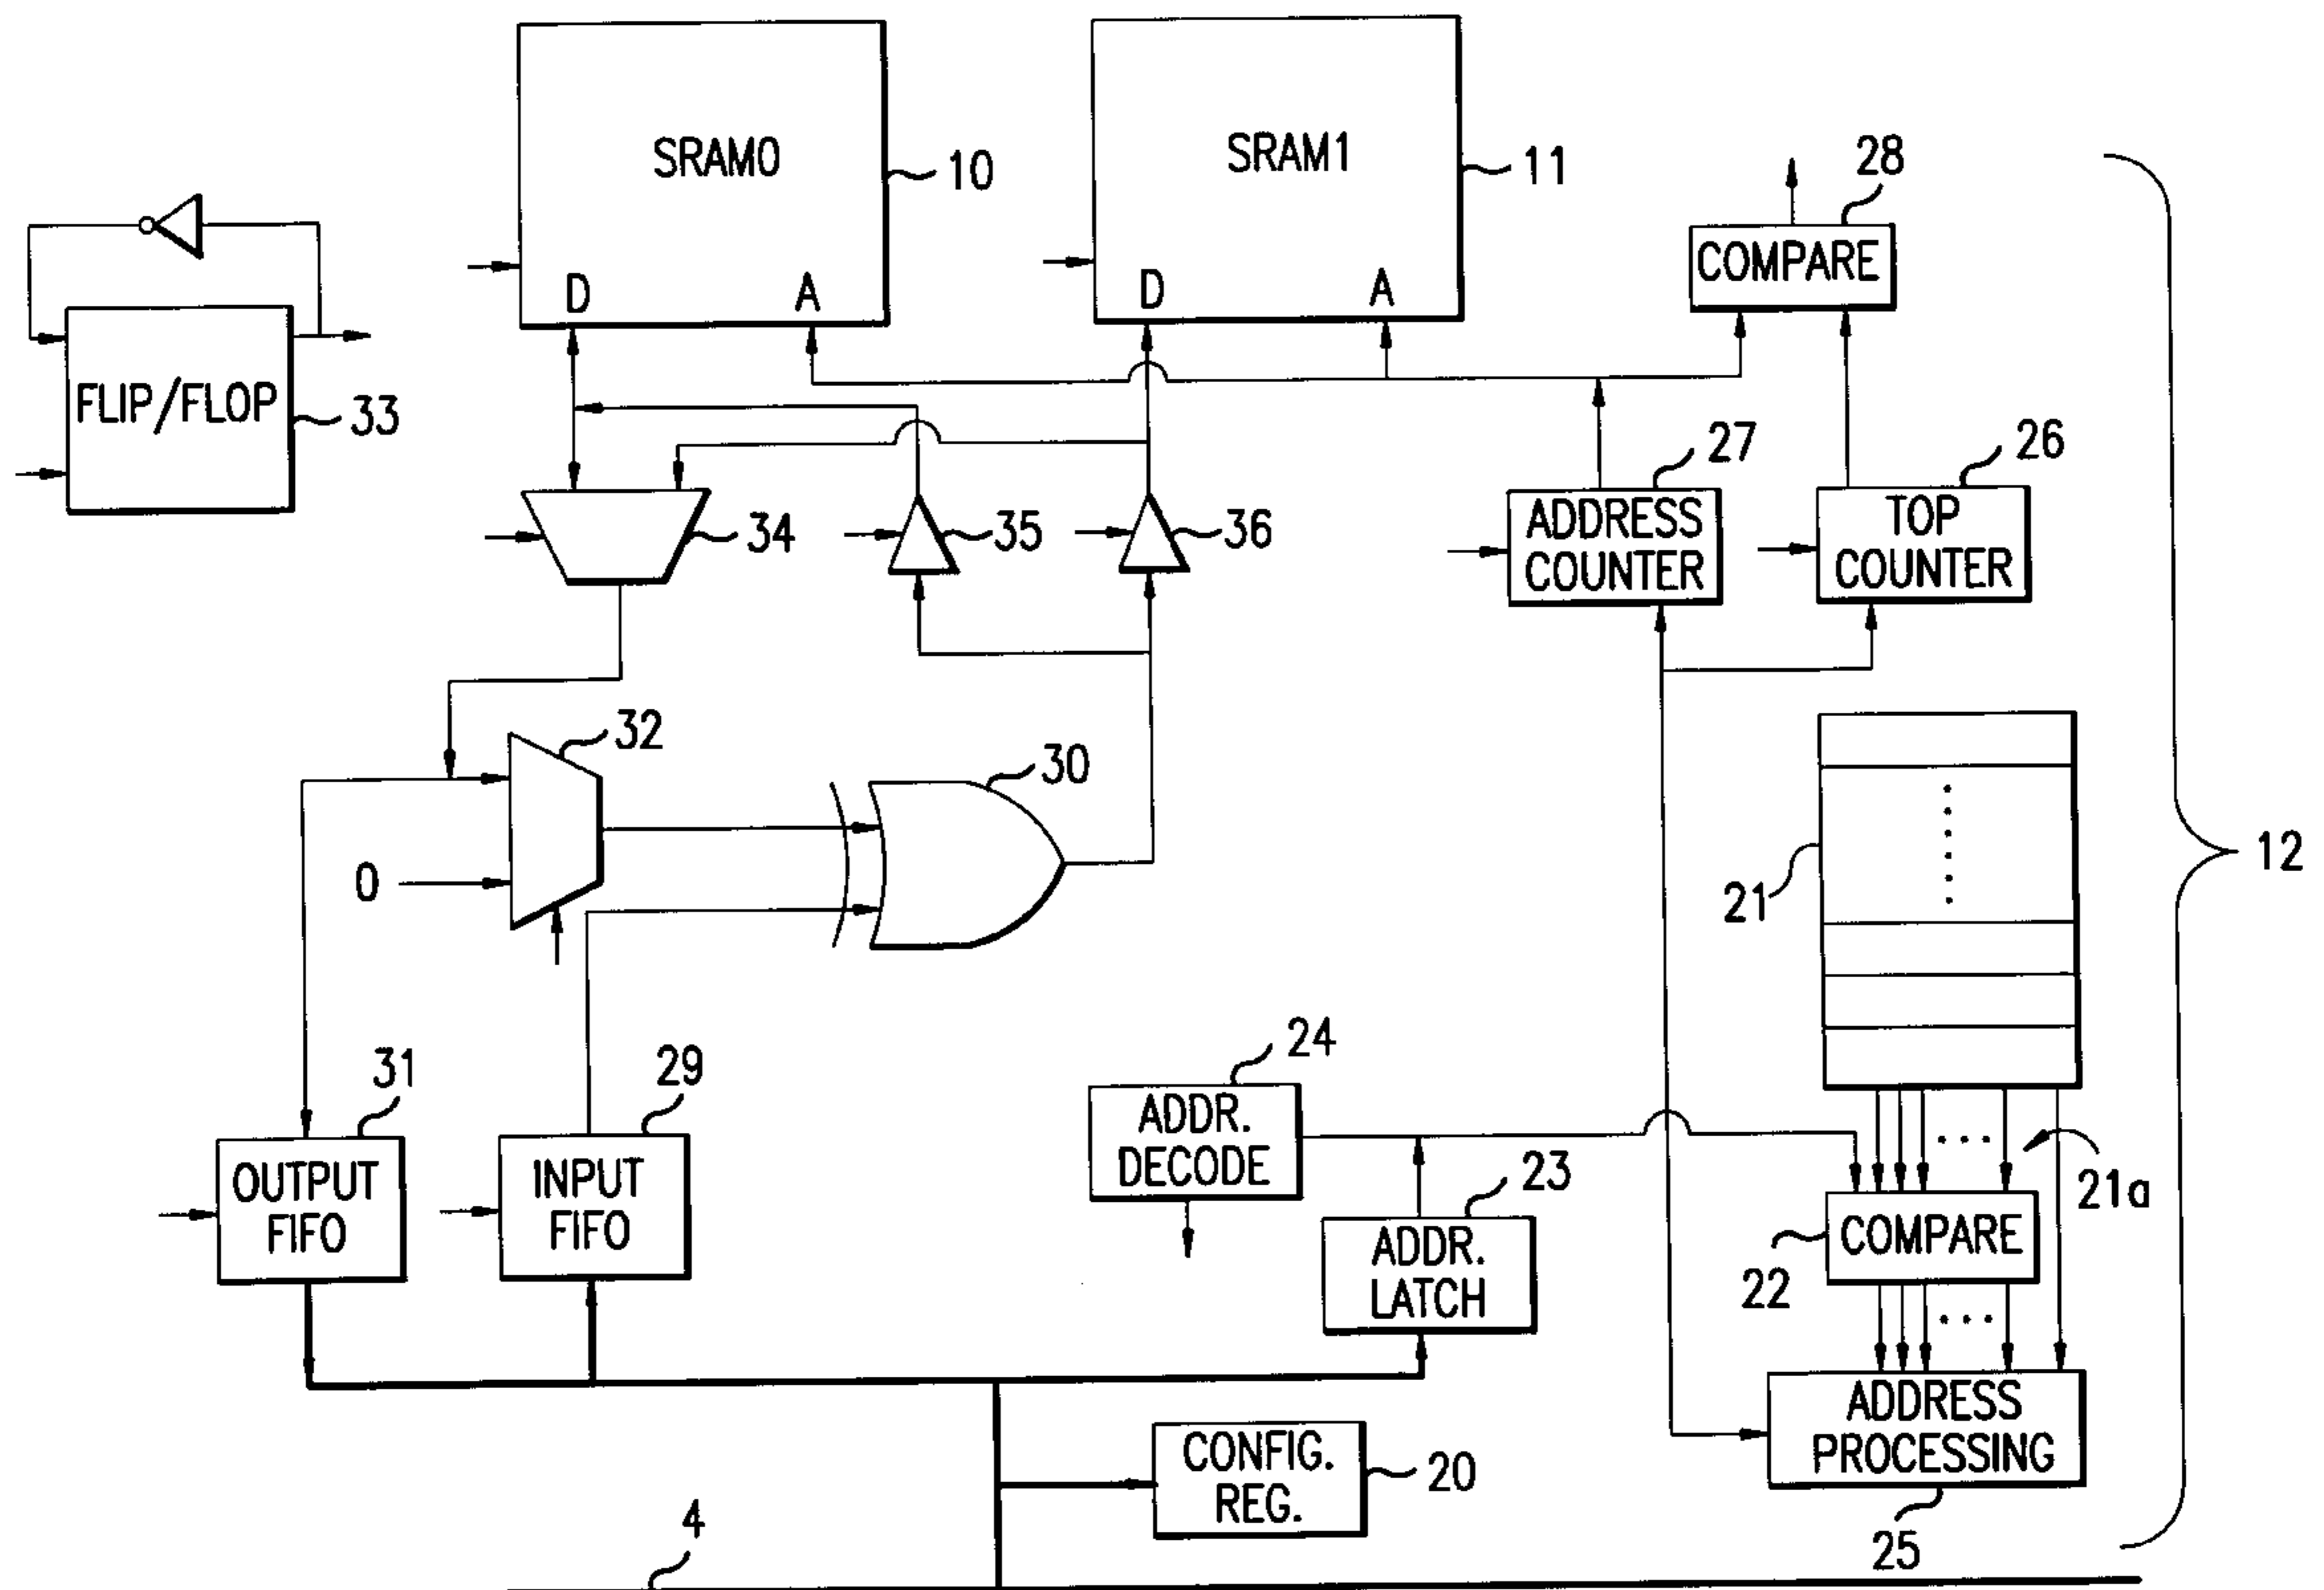 SRAM0
10
D
A
SRAM1
11
D
A
28
COMPARE
FLIP/FLOP
33
34
35
36
27
ADDRESS
COUNTER
26
TOP
COUNTER
32
30
0
21
12
31
OUTPUT
FIFO
29
INPUT
FIFO
24
ADDR.
DECODE
23
ADDR.
LATCH
21a
COMPARE
22
ADDRESS
PROCESSING
25
CONFIG.
REG.
20
4